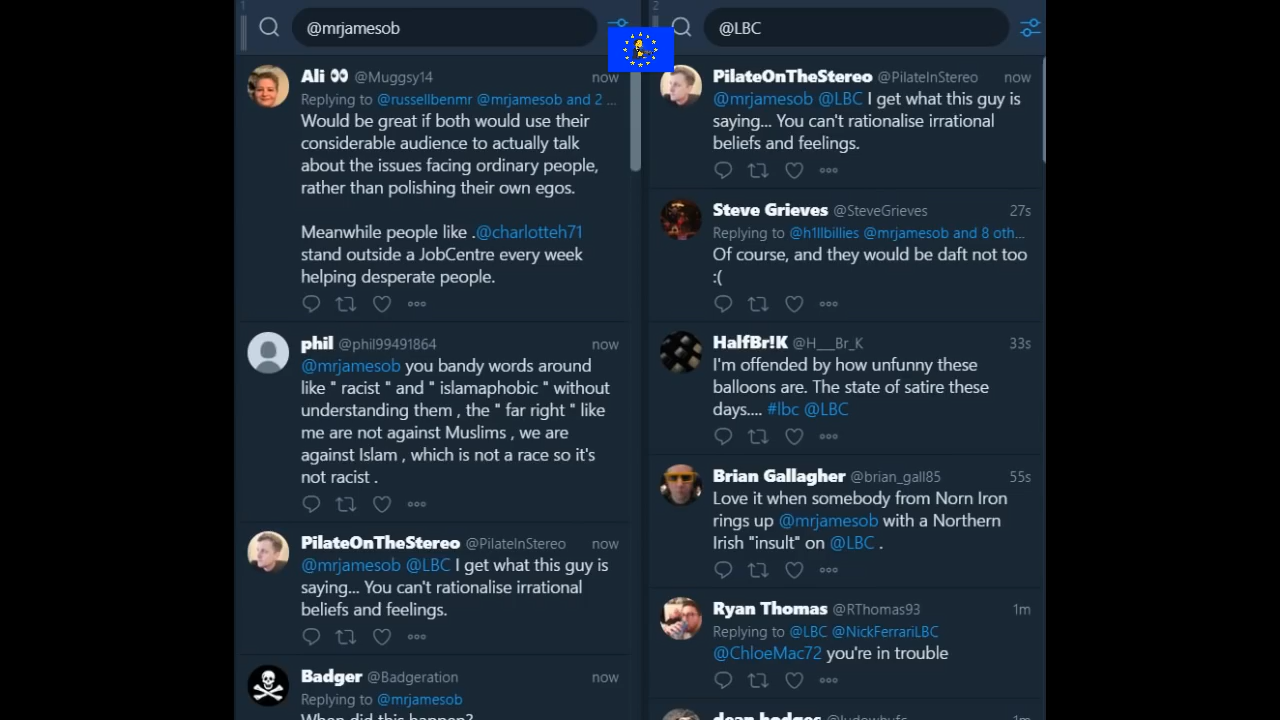 1
@mrjamesob
Ali 👀 @Muggsy14 now
Replying to @russellbenmr @mrjamesob and 2 ...
Would be great if both would use their
considerable audience to actually talk
about the issues facing ordinary people,
rather than polishing their own egos.
Meanwhile people like .@charlotteh71
stand outside a JobCentre every week
helping desperate people.
phil @phil99491864 now
@mrjamesob you bandy words around
like " racist " and " islamaphobic " without
understanding them , the " far right " like
me are not against Muslims , we are
against Islam , which is not a race so it's
not racist .
PilateOnTheStereo @PilateInStereo now
@mrjamesob @LBC I get what this guy is
saying... You can't rationalise irrational
beliefs and feelings.
Badger @Badgeration now
Replying to @mrjamesob
When did this happen?
2
@LBC
PilateOnTheStereo @PilateInStereo now
@mrjamesob @LBC I get what this guy is
saying... You can't rationalise irrational
beliefs and feelings.
Steve Grieves @SteveGrieves 27s
Replying to @h1llbillies @mrjamesob and 8 oth...
Of course, and they would be daft not too
:(
HalfBr!K @H___Br_K 33s
I'm offended by how unfunny these
balloons are. The state of satire these
days.... #lbc @LBC
Brian Gallagher @brian_gall85 55s
Love it when somebody from Norn Iron
rings up @mrjamesob with a Northern
Irish "insult" on @LBC .
Ryan Thomas @RThomas93 1m
Replying to @LBC @NickFerrariLBC
@ChloeMac72 you're in trouble
dean hodges @ludowhufc 1m